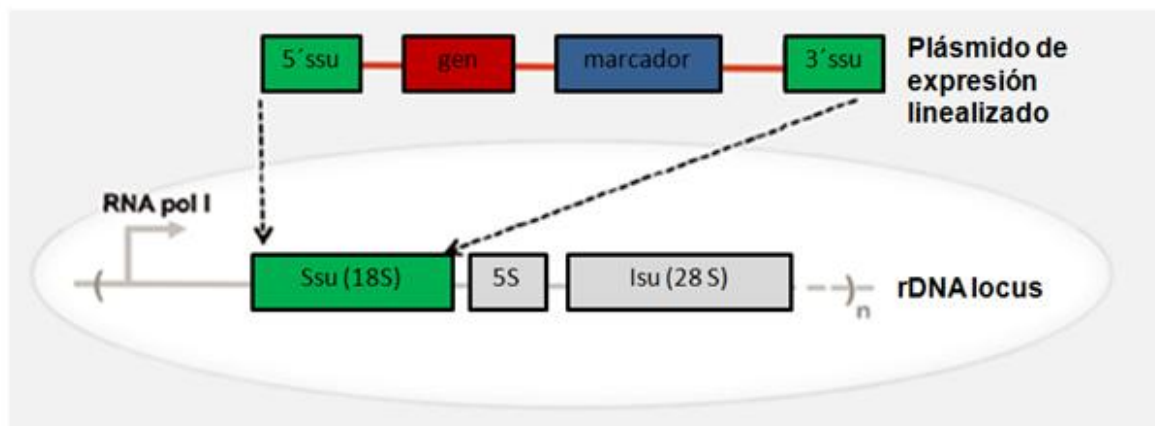 5´ssu
gen
marcador
3´ssu
Plásmido de
expresión
linealizado
RNA pol I
Ssu (18S)
5S
lsu (28 S)
rDNA locus
( )n